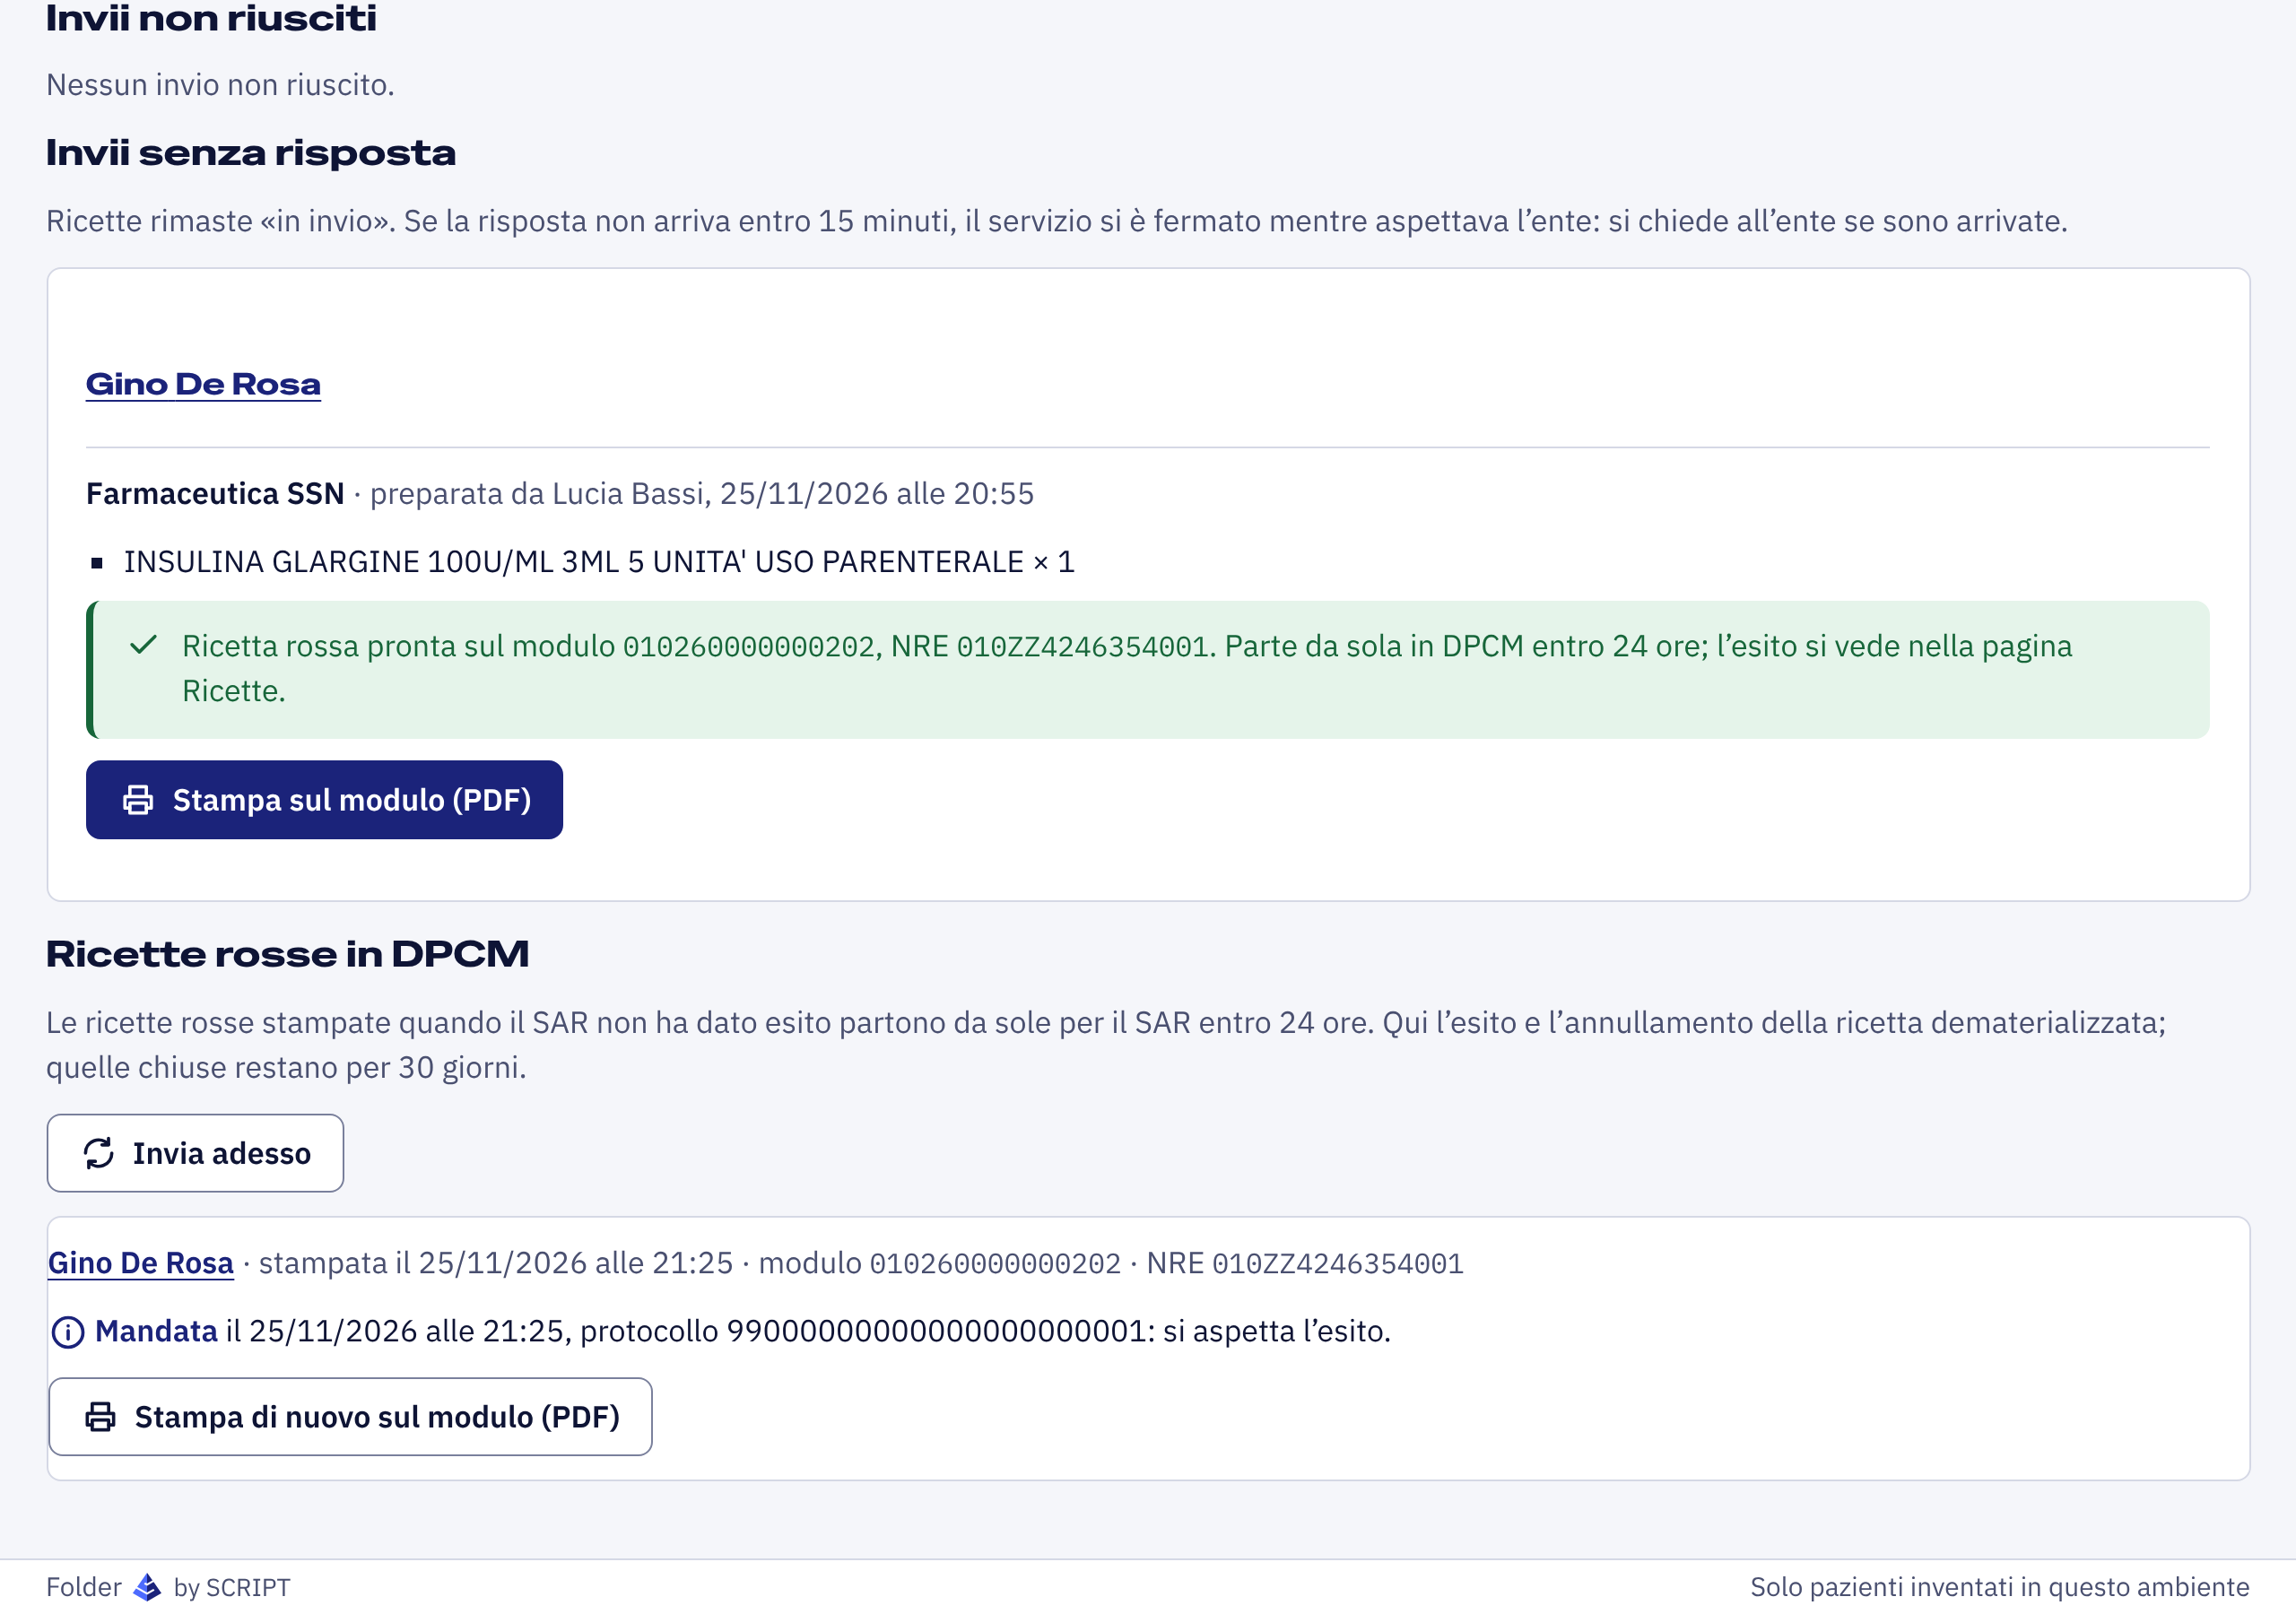 Invii non riusciti
Nessun invio non riuscito.
Invii senza risposta
Ricette rimaste «in invio». Se la risposta non arriva entro 15 minuti, il servizio si è fermato mentre aspettava l’ente: si chiede all’ente se sono arrivate.
Gino De Rosa
Farmaceutica SSN · preparata da Lucia Bassi, 25/11/2026 alle 20:55
▪ INSULINA GLARGINE 100U/ML 3ML 5 UNITA' USO PARENTERALE × 1
Ricetta rossa pronta sul modulo 010260000000202, NRE 010ZZ4246354001. Parte da sola in DPCM entro 24 ore; l’esito si vede nella pagina
Ricette.
Stampa sul modulo (PDF)
Ricette rosse in DPCM
Le ricette rosse stampate quando il SAR non ha dato esito partono da sole per il SAR entro 24 ore. Qui l’esito e l’annullamento della ricetta dematerializzata;
quelle chiuse restano per 30 giorni.
Invia adesso
Gino De Rosa · stampata il 25/11/2026 alle 21:25 · modulo 010260000000202 · NRE 010ZZ4246354001
Mandata il 25/11/2026 alle 21:25, protocollo 99000000000000000000001: si aspetta l’esito.
Stampa di nuovo sul modulo (PDF)
Folder by SCRIPT
Solo pazienti inventati in questo ambiente